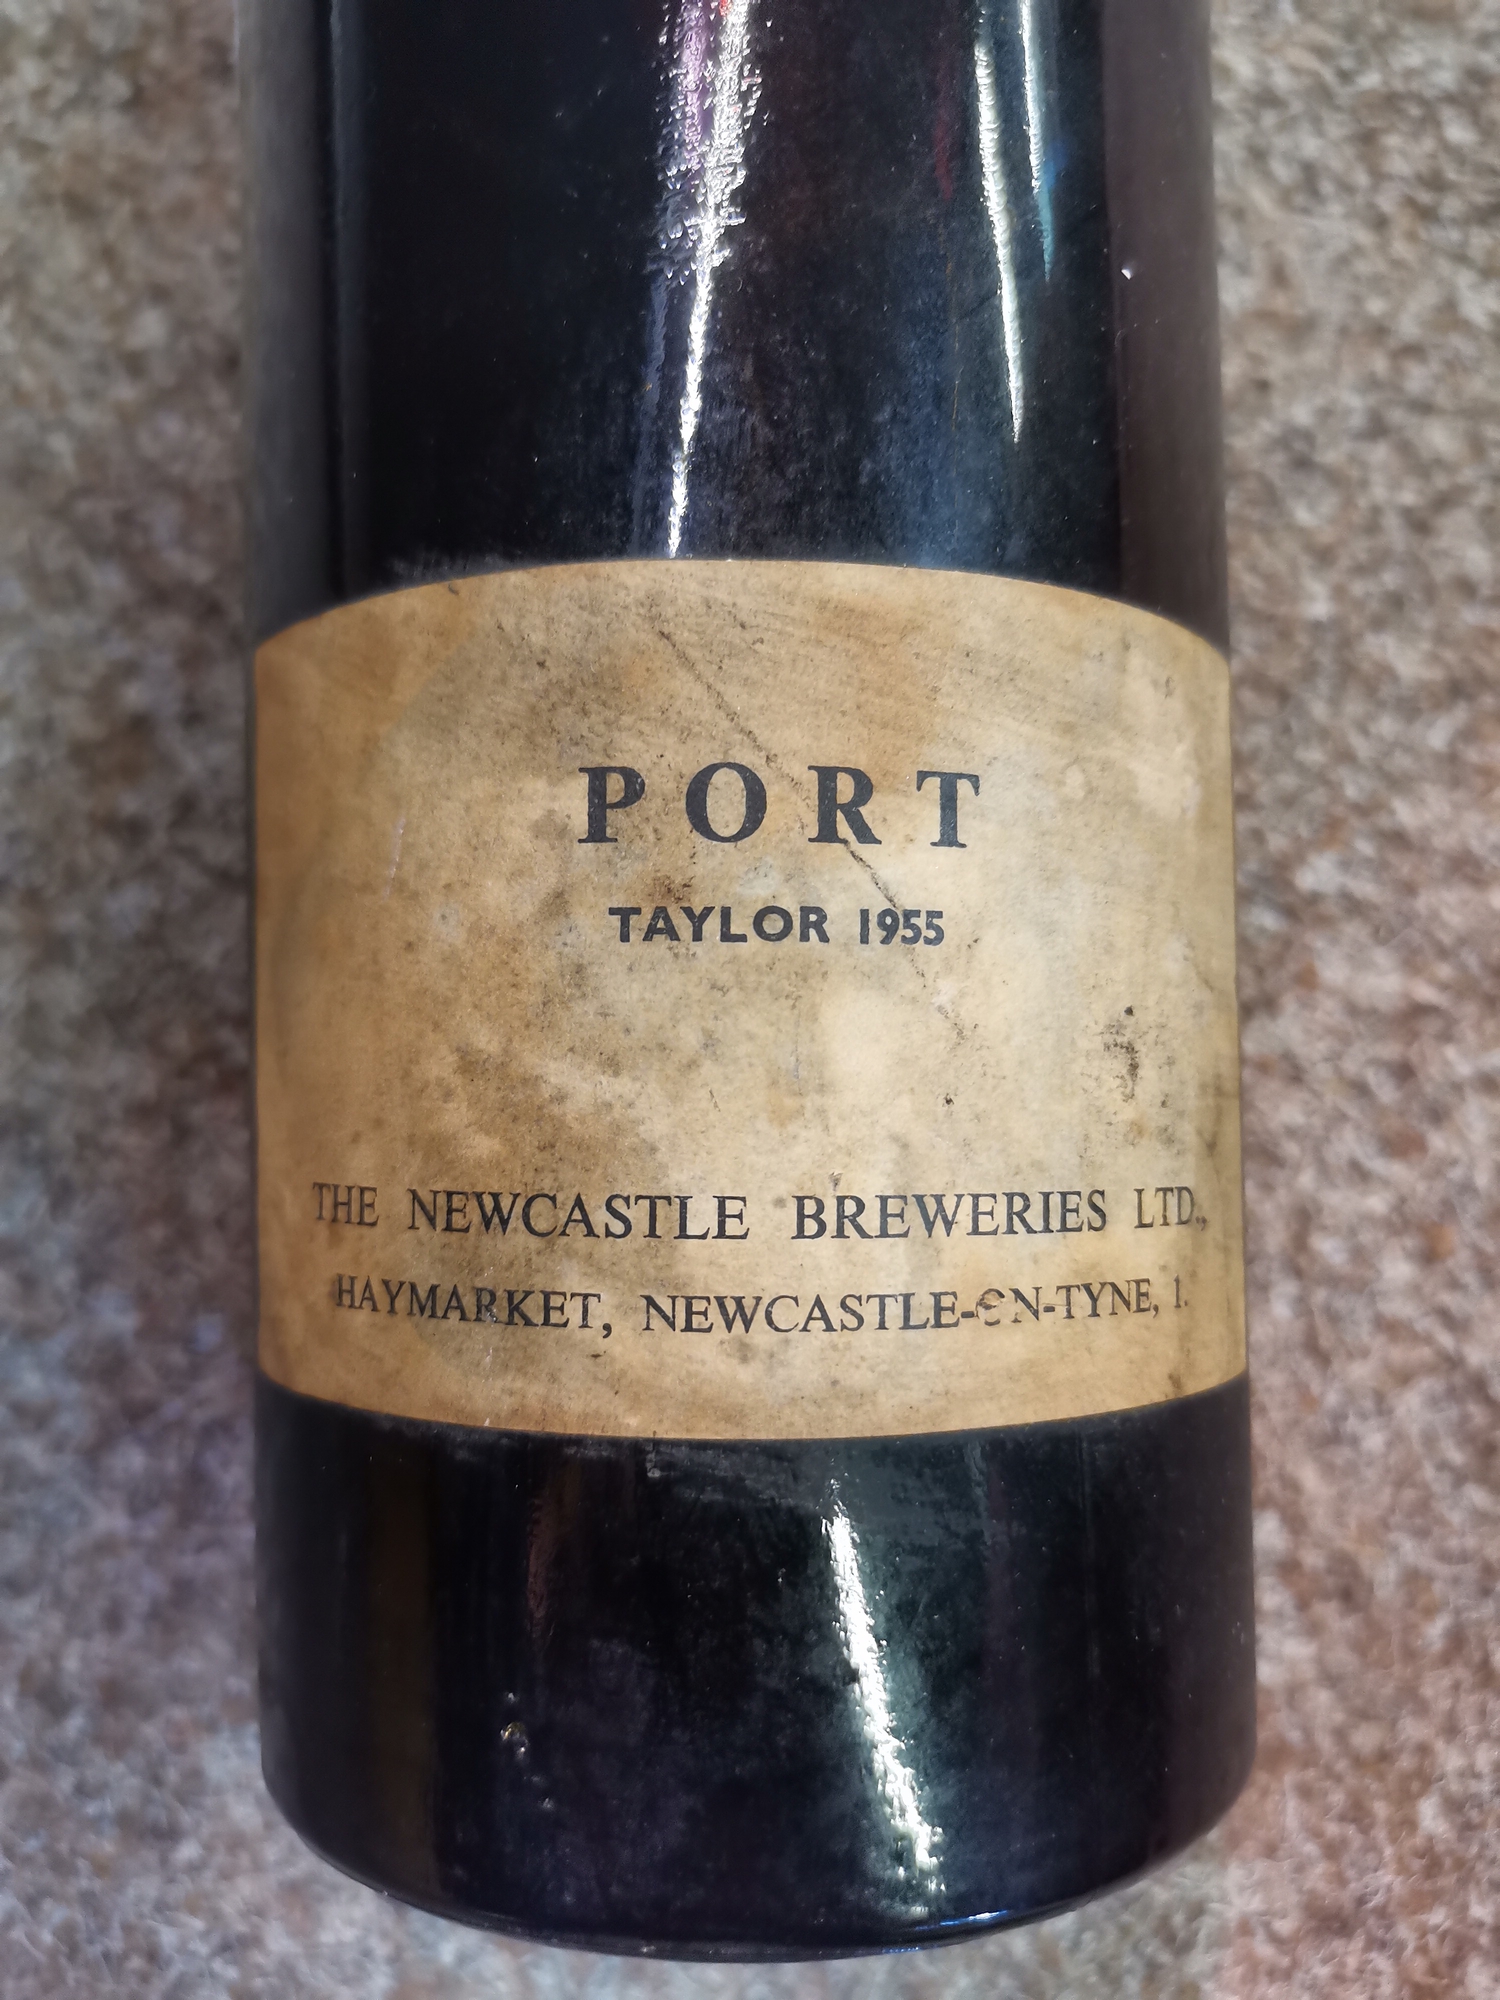 PORT
TAYLOR 1955
THE NEWCASTLE BREWERIES LTD.,
HAYMARKET, NEWCASTLE-ON-TYNE, 1.